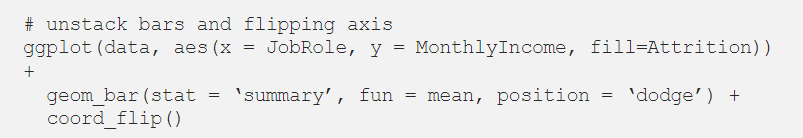 # unstack bars and flipping axis
ggplot(data, aes(x = JobRole, y = MonthlyIncome, fill=Attrition))
+
  geom_bar(stat = ‘summary’, fun = mean, position = ‘dodge’) +
  coord_flip()